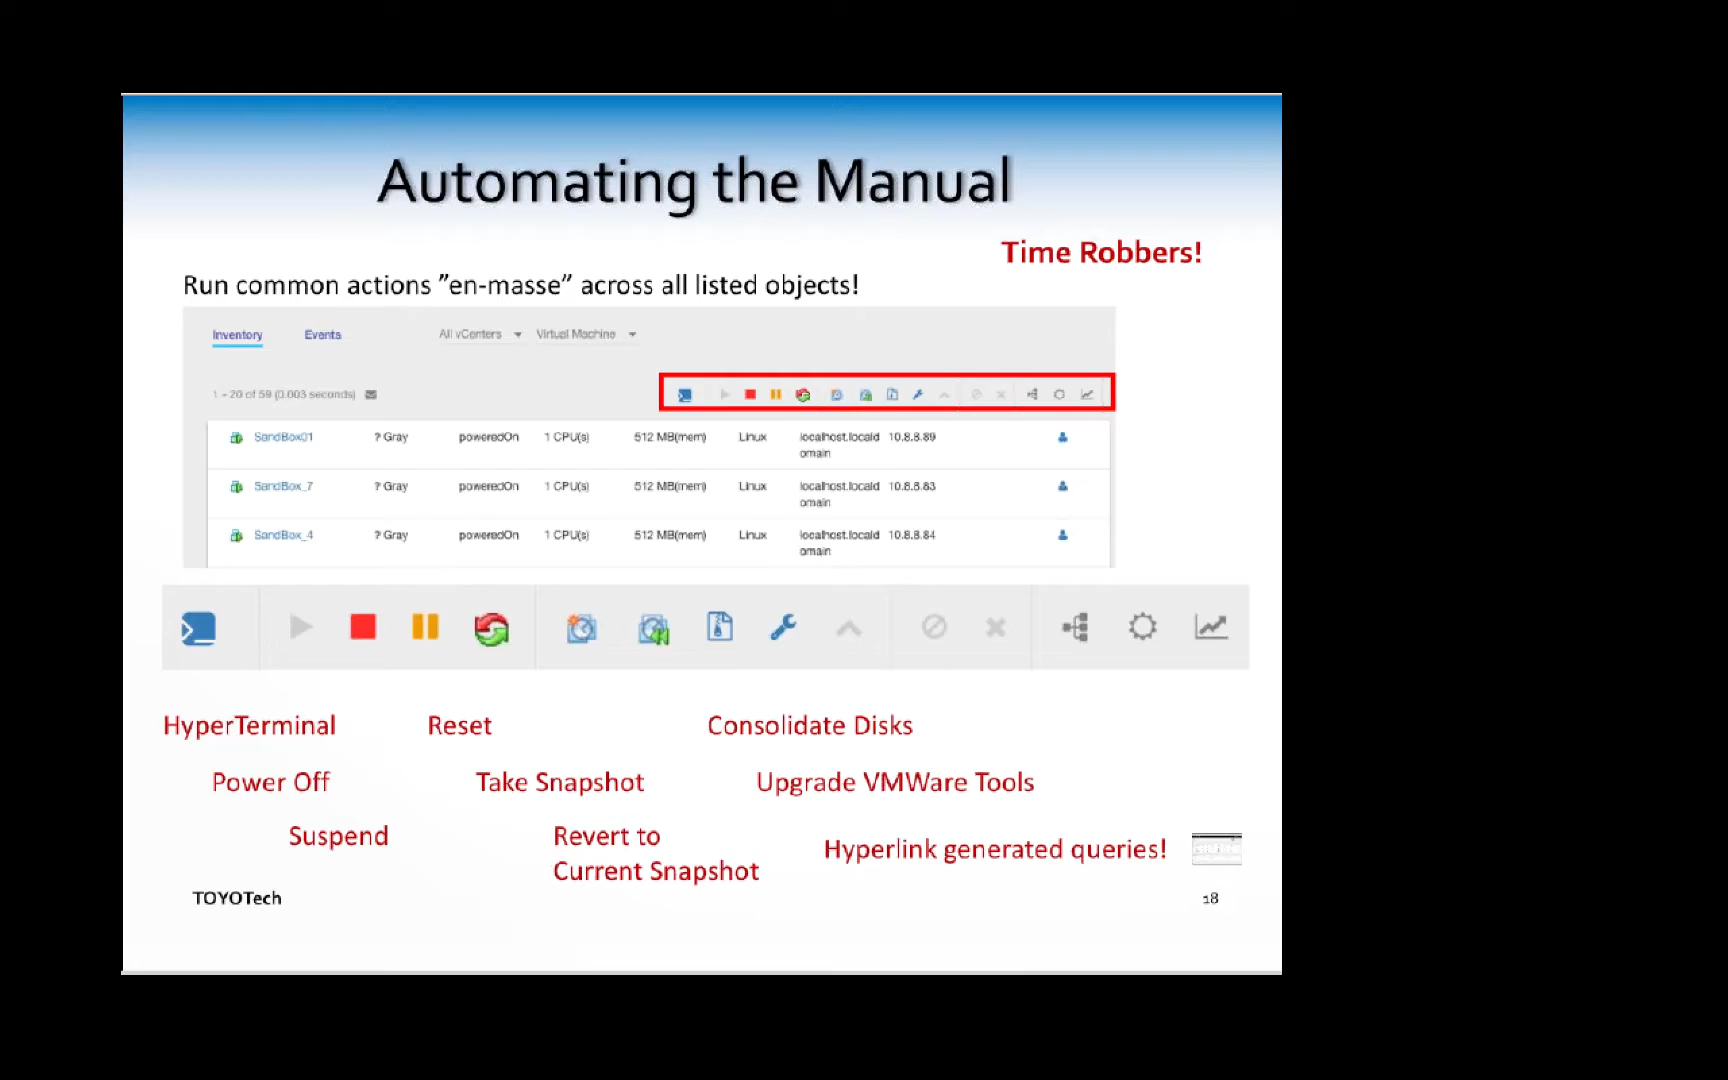 Automating the Manual
Time Robbers!
Run common actions ”en-masse” across all listed objects!
Inventory Events All vCenters Virtual Machine
1 - 20 of 59 (0.003 seconds)
SandBox01 ? Gray poweredOn 1 CPU(s) 512 MB(mem) Linux localhost.locald 10.8.8.89
omain
SandBox_7 ? Gray poweredOn 1 CPU(s) 512 MB(mem) Linux localhost.locald 10.8.8.83
omain
SandBox_4 ? Gray poweredOn 1 CPU(s) 512 MB(mem) Linux localhost.locald 10.8.8.84
omain
HyperTerminal Reset Consolidate Disks
Power Off Take Snapshot Upgrade VMWare Tools
Suspend Revert to
Current Snapshot
Hyperlink generated queries!
TOYOTech 18